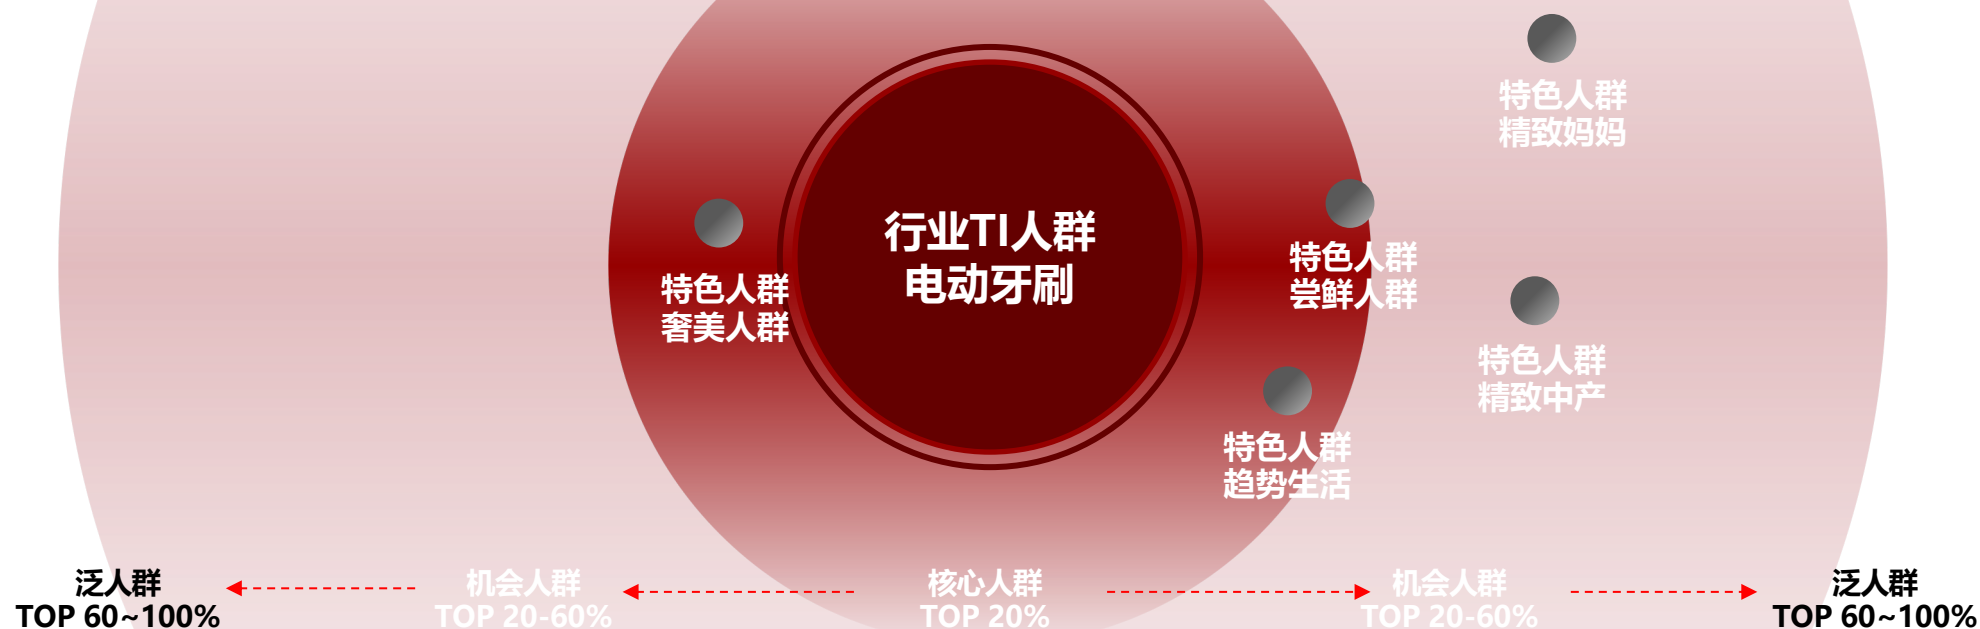 特色人群
精致妈妈
行业TI人群
电动牙刷
特色人群
奢美人群
特色人群
尝鲜人群
特色人群
精致中产
特色人群
趋势生活
泛人群
TOP 60~100%
机会人群
TOP 20-60%
核心人群
TOP 20%
机会人群
TOP 20-60%
泛人群
TOP 60~100%